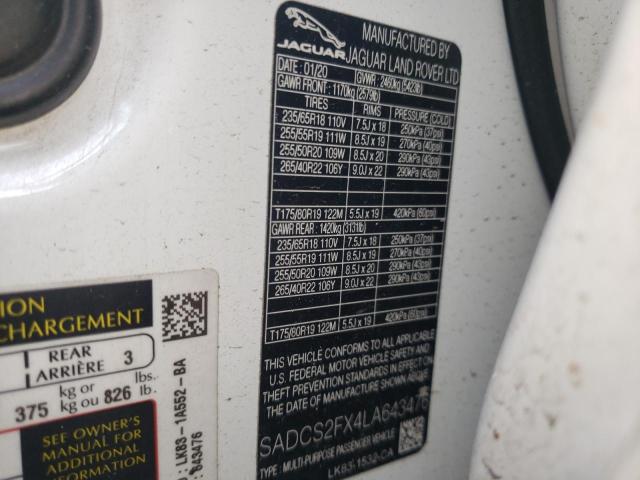 JAGUAR
MANUFACTURED BY
JAGUAR LAND ROVER LTD
DATE : 01/20 GVWR : 2460kg (5423lb)
GAWR FRONT : 1170kg (2579lb)
TIRES RIMS PRESSURE (COLD)
235/65R18 110V 7.5J x 18 250kPa (37psi)
255/55R19 111W 8.5J x 19 270kPa (40psi)
255/50R20 109W 8.5J x 20 290kPa (43psi)
265/40R22 106Y 9.0J x 22 290kPa (43psi)
T175/80R19 122M 5.5J x 19 420kPa (60psi)
GAWR REAR : 1420kg (3131lb)
235/65R18 110V 7.5J x 18 250kPa (37psi)
255/55R19 111W 8.5J x 19 270kPa (40psi)
255/50R20 109W 8.5J x 20 290kPa (43psi)
265/40R22 106Y 9.0J x 22 290kPa (43psi)
T175/80R19 122M 5.5J x 19 420kPa (60psi)
THIS VEHICLE CONFORMS TO ALL APPLICABLE
U.S. FEDERAL MOTOR VEHICLE SAFETY, BUMPER AND
THEFT PREVENTION STANDARDS IN EFFECT ON THE
DATE OF MANUFACTURE SHOWN ABOVE.
SADCS2FX4LA643476
TYPE : MULTI-PURPOSE PASSENGER VEHICLE
LK83-1532-CA
CHARGEMENT
REAR
ARRIÈRE 3
375 kg or
kg ou 826 lbs.
lb.
SEE OWNER'S
MANUAL FOR
ADDITIONAL
INFORMATION
LK83-1A552-BA
643476